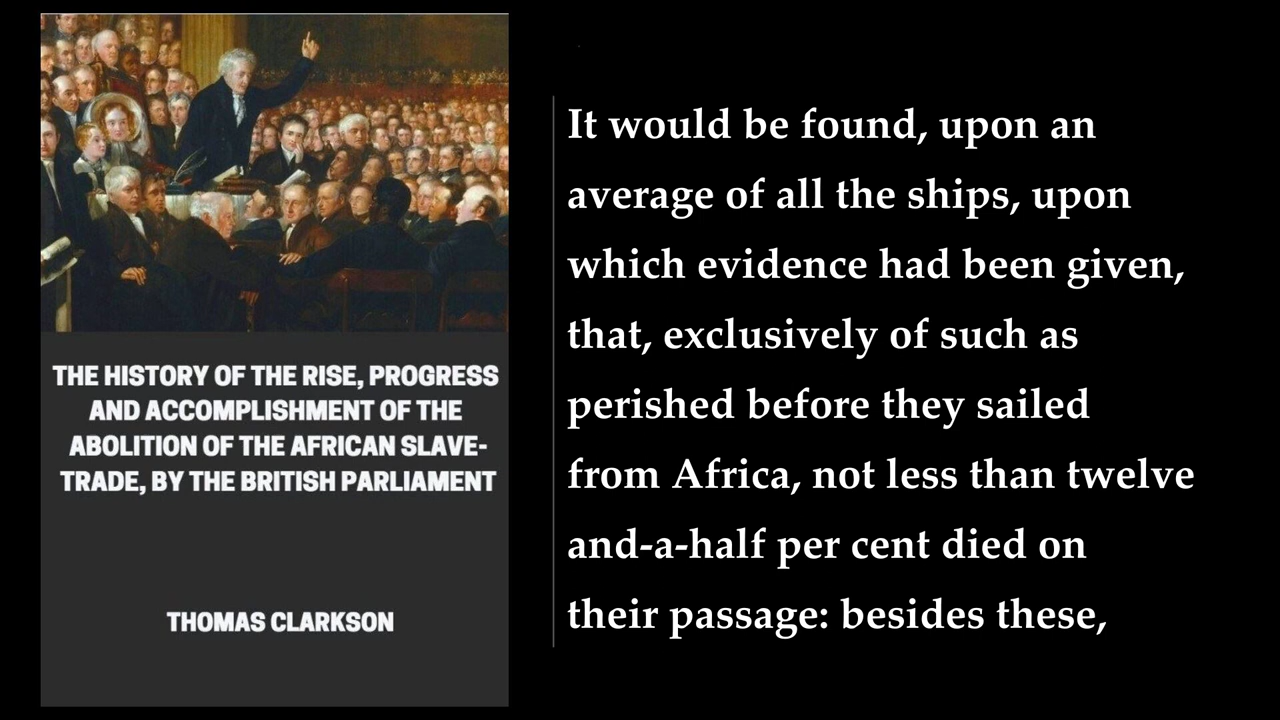 THE HISTORY OF THE RISE, PROGRESS
AND ACCOMPLISHMENT OF THE
ABOLITION OF THE AFRICAN SLAVE-
TRADE, BY THE BRITISH PARLIAMENT
THOMAS CLARKSON
It would be found, upon an
average of all the ships, upon
which evidence had been given,
that, exclusively of such as
perished before they sailed
from Africa, not less than twelve
and-a-half per cent died on
their passage: besides these,